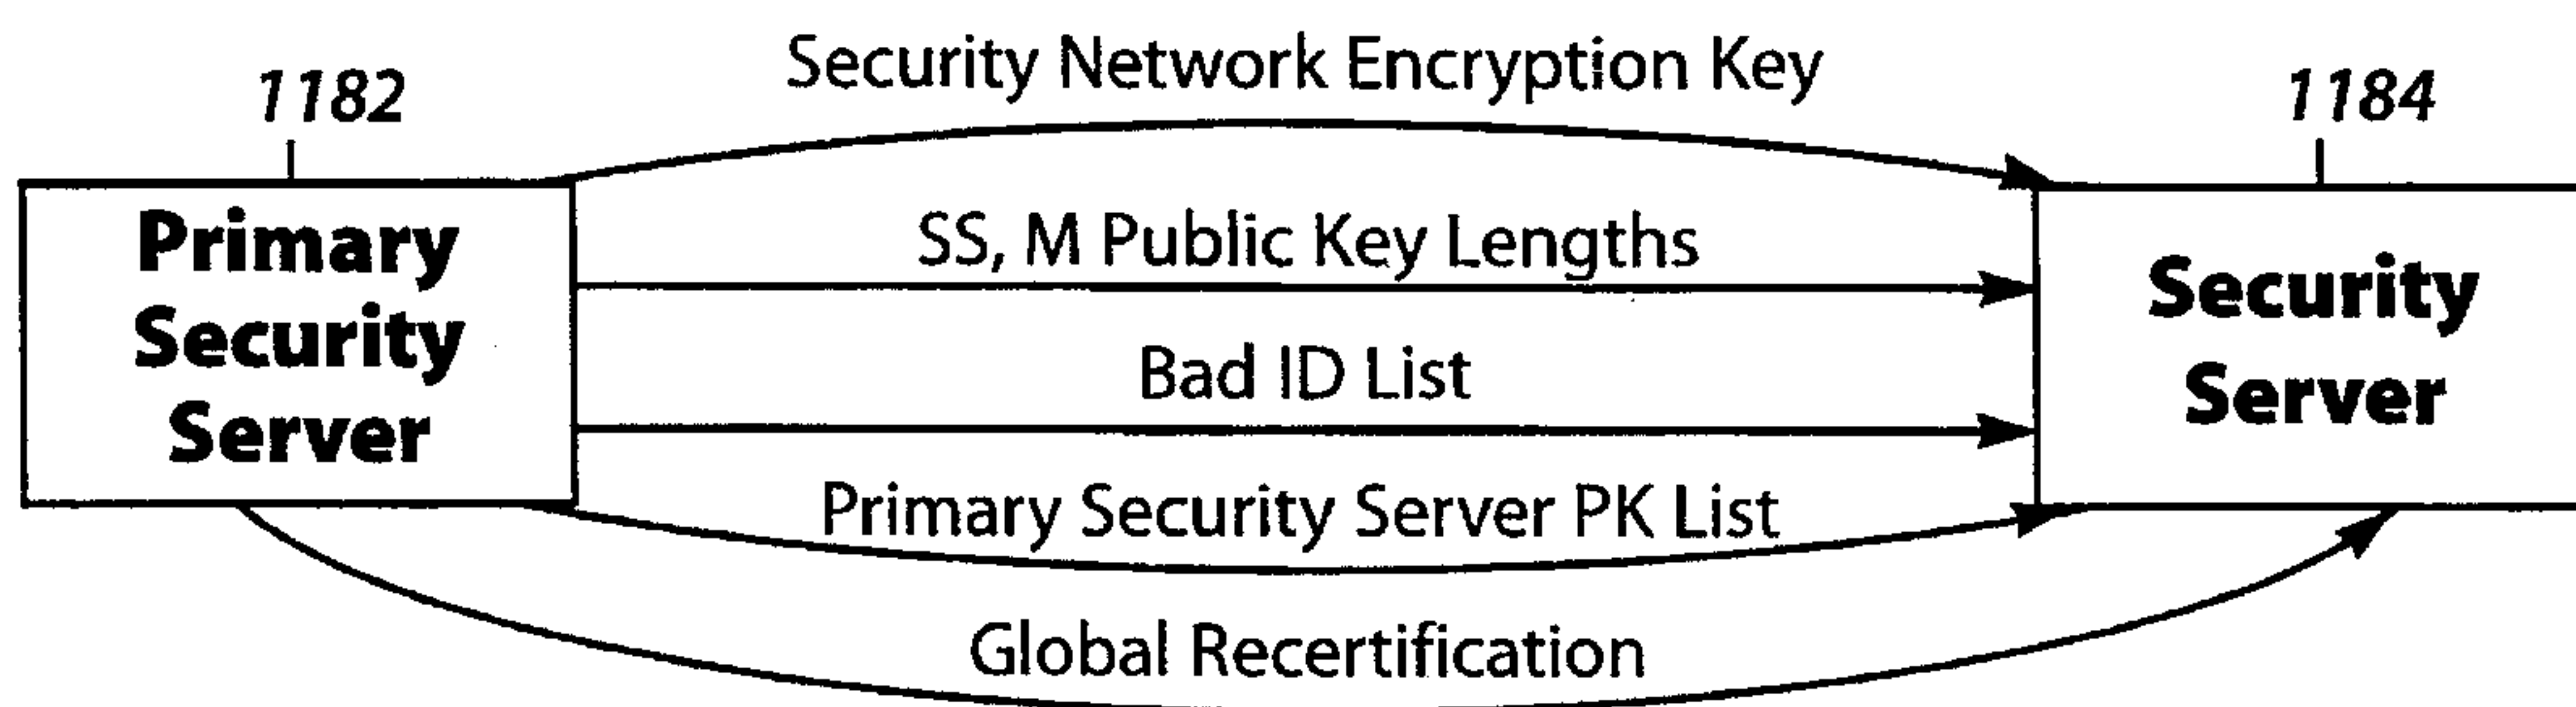 Security Network Encryption Key
1182
1184
Primary
Security
Server
SS, M Public Key Lengths
Bad ID List
Primary Security Server PK List
Global Recertification
Security
Server